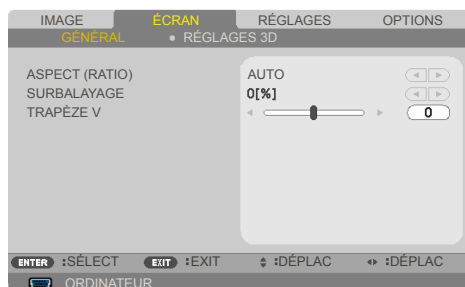 IMAGE ÉCRAN RÉGLAGES OPTIONS
GÉNÉRAL • RÉGLAGES 3D
ASPECT (RATIO) AUTO
SURBALAYAGE 0[%]
TRAPÈZE V 0
ENTER :SÉLECT EXIT :EXIT :DÉPLAC :DÉPLAC
ORDINATEUR